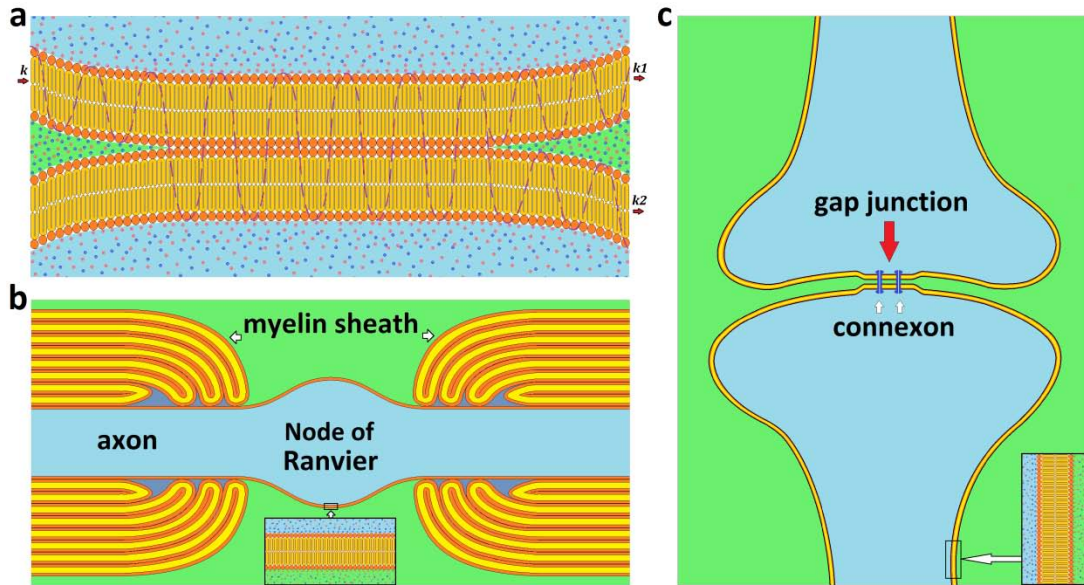 a
k
k1
k2
b
myelin sheath
axon
Node of
Ranvier
c
gap junction
connexon